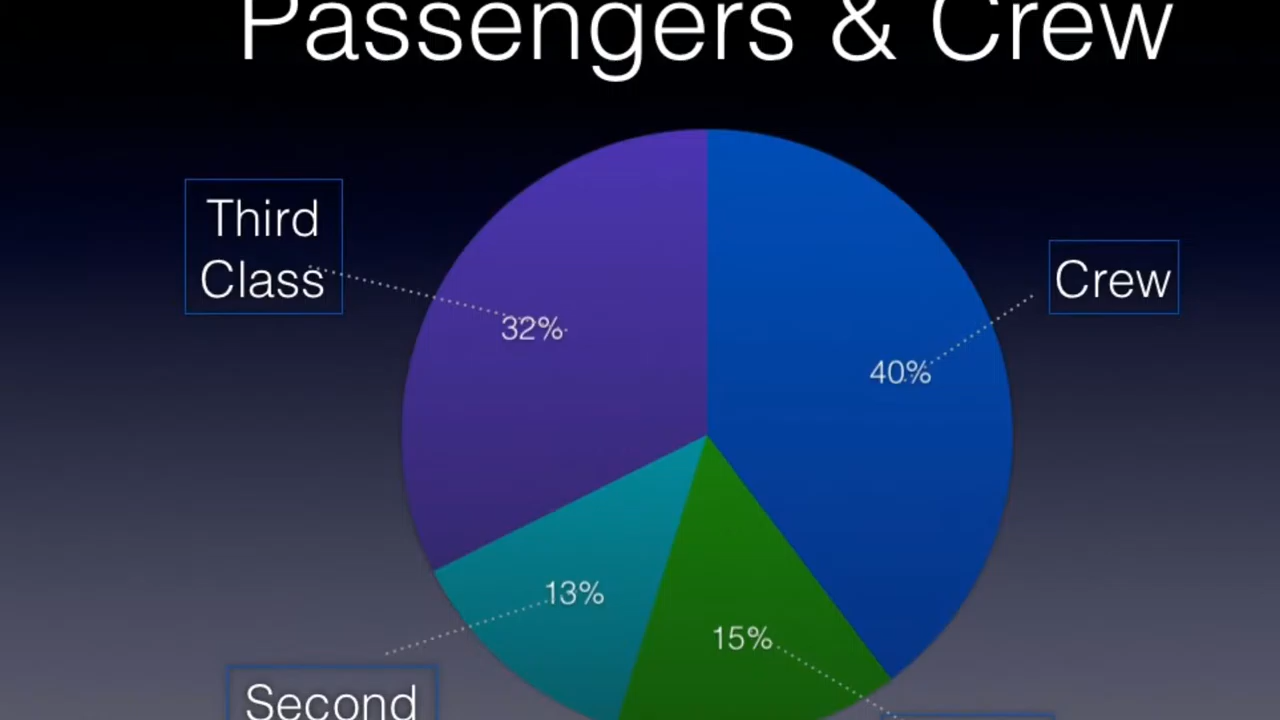 Passengers & Crew
Third
Class
Crew
32%
40%
13%
15%
Second